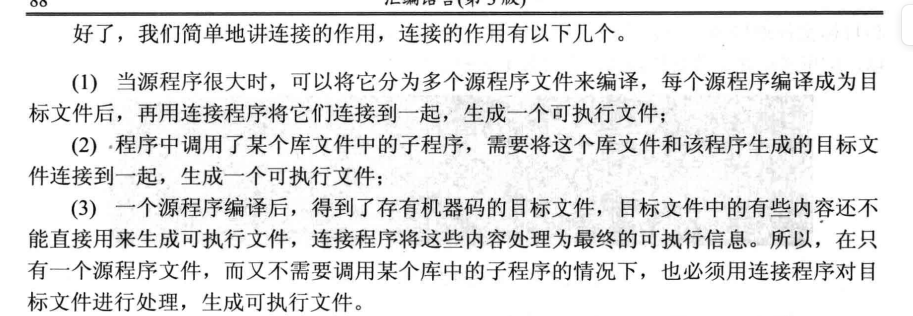 88 汇编语言(第3版)
好了，我们简单地讲连接的作用，连接的作用有以下几个。
(1) 当源程序很大时，可以将它分为多个源程序文件来编译，每个源程序编译成为目
标文件后，再用连接程序将它们连接到一起，生成一个可执行文件；
(2) 程序中调用了某个库文件中的子程序，需要将这个库文件和该程序生成的目标文
件连接到一起，生成一个可执行文件；
(3) 一个源程序编译后，得到了存有机器码的目标文件，目标文件中的有些内容还不
能直接用来生成可执行文件，连接程序将这些内容处理为最终的可执行信息。所以，在只
有一个源程序文件，而又不需要调用某个库中的子程序的情况下，也必须用连接程序对目
标文件进行处理，生成可执行文件。